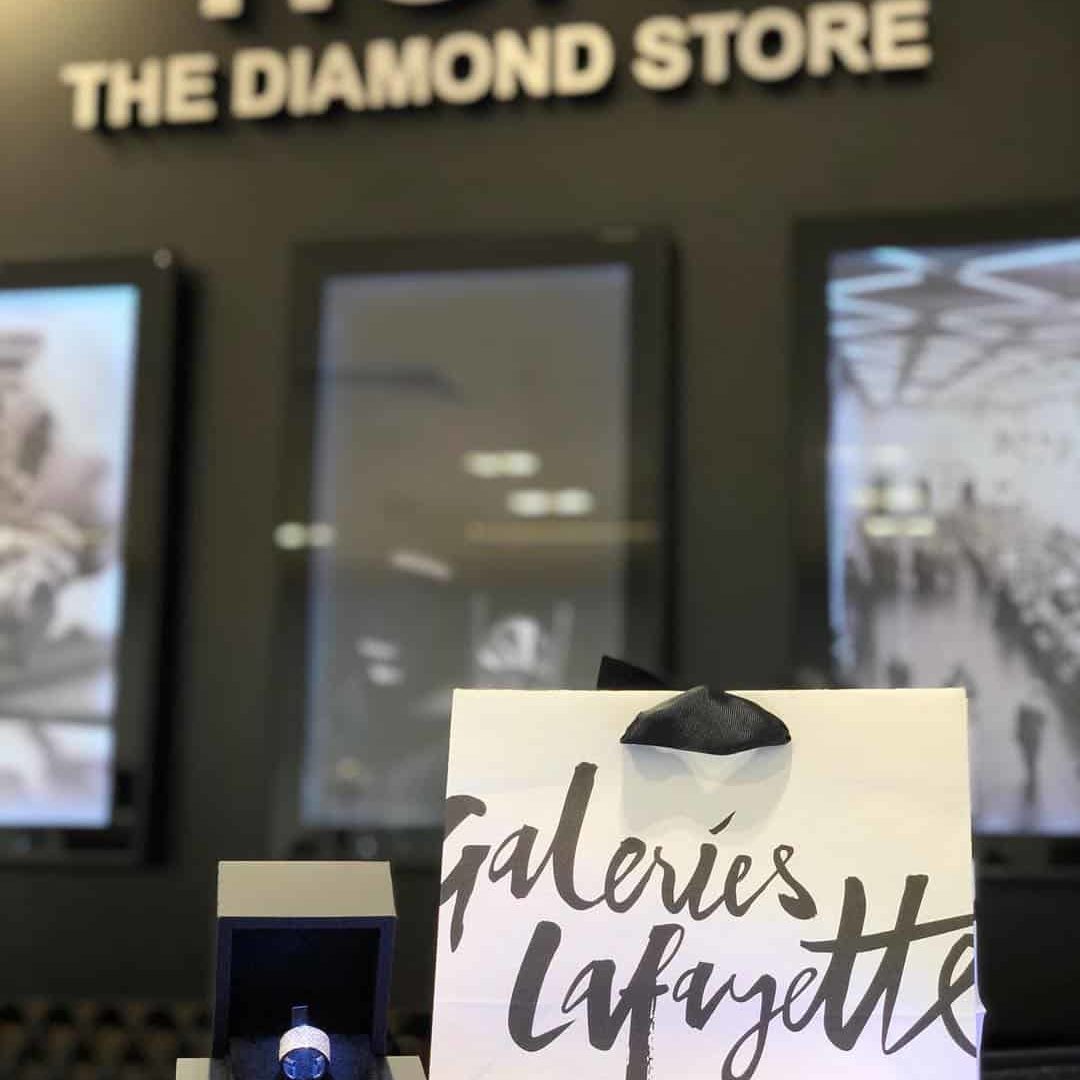 THE DIAMOND STORE
Galeries
Lafayette